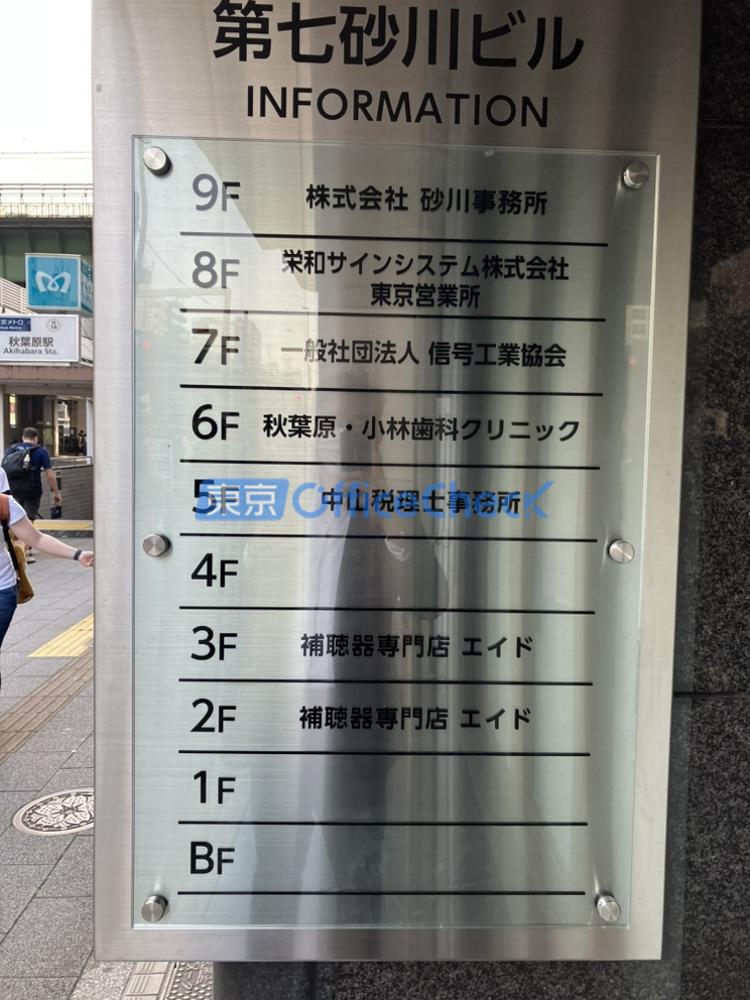 第七砂川ビル
INFORMATION
9F 株式会社 砂川事務所
8F 栄和サインシステム株式会社
東京営業所
7F 一般社団法人 信号工業協会
6F 秋葉原・小林歯科クリニック
5F 中山税理士事務所
東京 OfficeCheck
4F
3F 補聴器専門店 エイド
2F 補聴器専門店 エイド
1F
BF
秋葉原駅
Akihabara Sta.